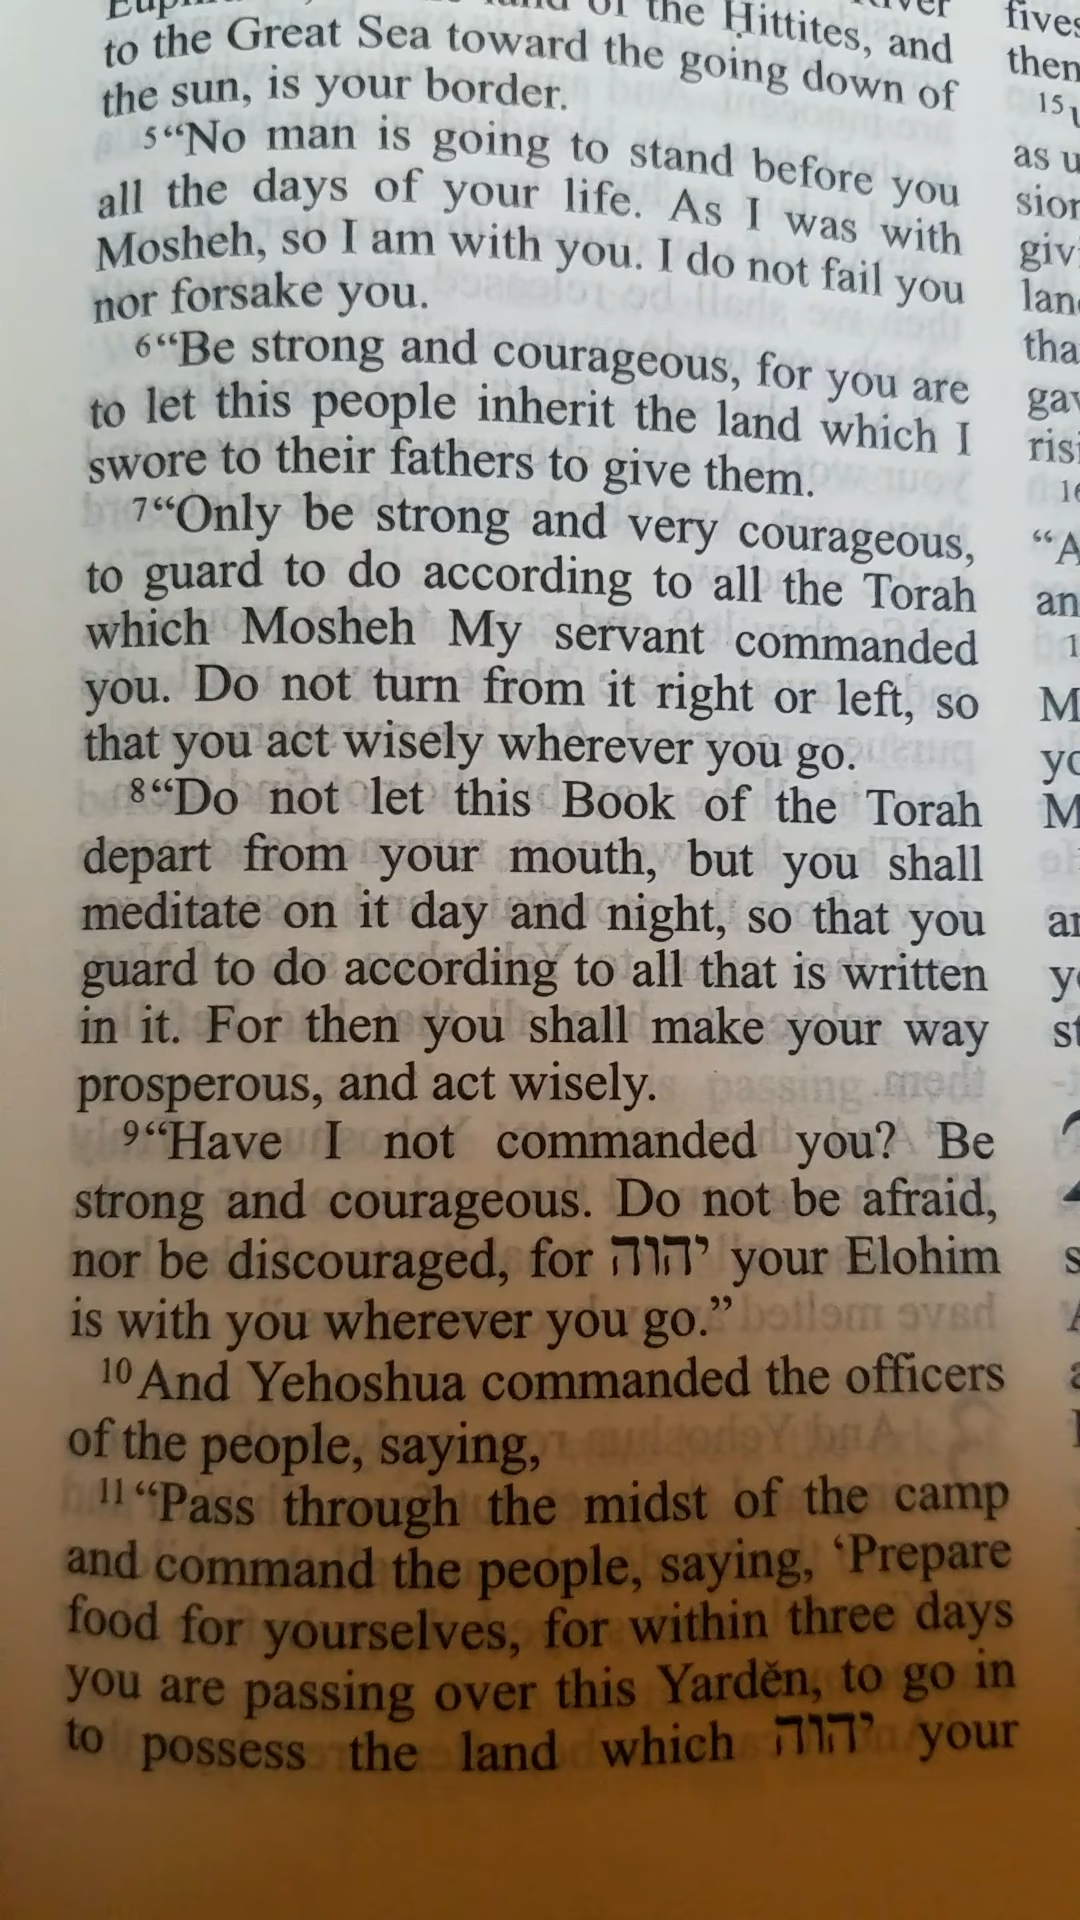 of the Hittites, and
to the Great Sea toward the going down of
the sun, is your border.
5“No man is going to stand before you
all the days of your life. As I was with
Mosheh, so I am with you. I do not fail you
nor forsake you.
6“Be strong and courageous, for you are
to let this people inherit the land which I
swore to their fathers to give them.
7“Only be strong and very courageous,
to guard to do according to all the Torah
which Mosheh My servant commanded
you. Do not turn from it right or left, so
that you act wisely wherever you go.
8“Do not let this Book of the Torah
depart from your mouth, but you shall
meditate on it day and night, so that you
guard to do according to all that is written
in it. For then you shall make your way
prosperous, and act wisely.
9“Have I not commanded you? Be
strong and courageous. Do not be afraid,
nor be discouraged, for יהוה your Elohim
is with you wherever you go.”
10 And Yehoshua commanded the officers
of the people, saying,
11 “Pass through the midst of the camp
and command the people, saying, ‘Prepare
food for yourselves, for within three days
you are passing over this Yardĕn, to go in
to possess the land which יהוה your
15
16